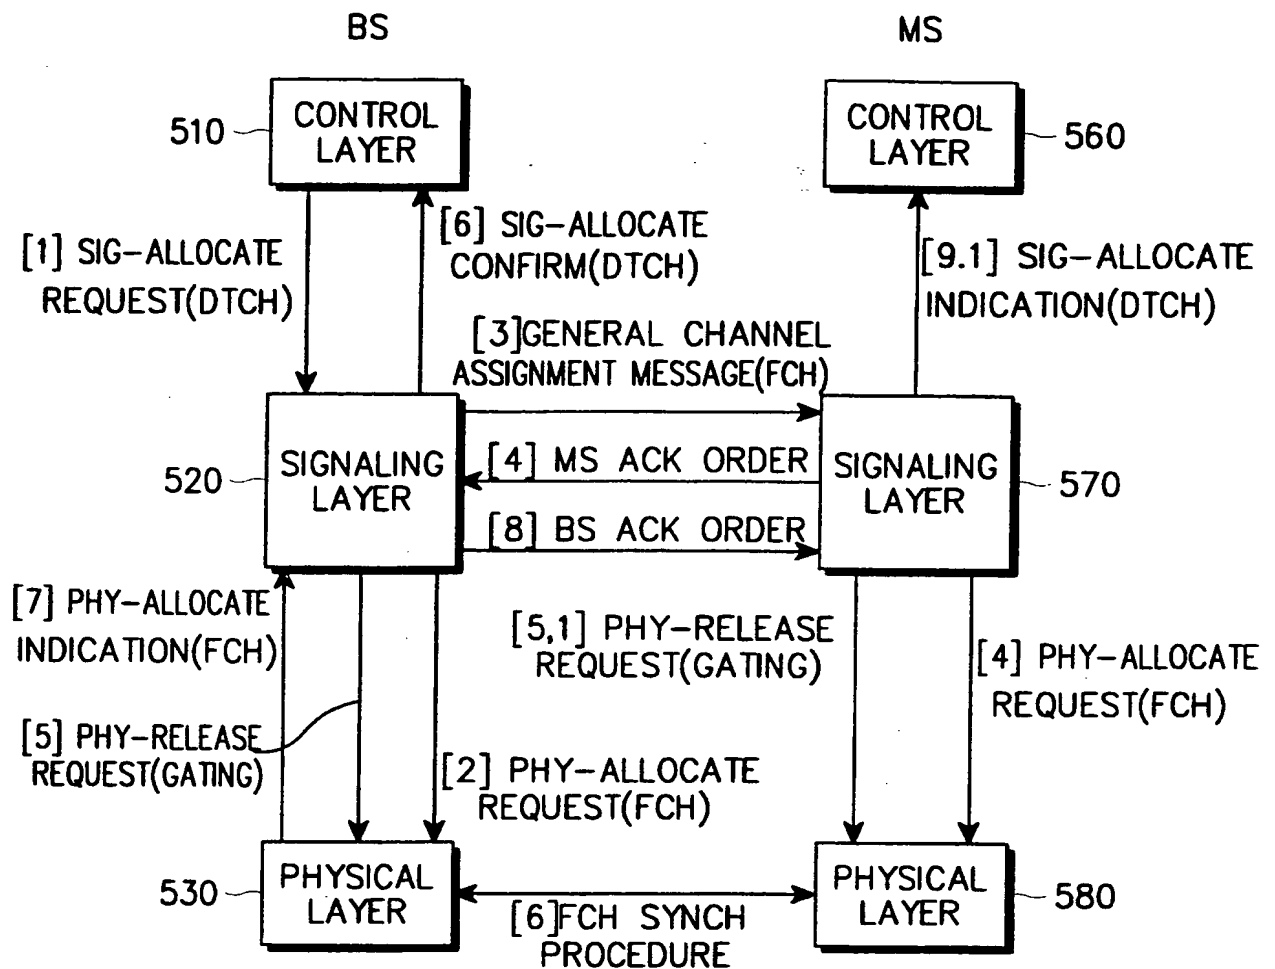 BS
MS
510
CONTROL
LAYER
CONTROL
LAYER
560
[1] SIG-ALLOCATE
REQUEST(DTCH)
[6] SIG-ALLOCATE
CONFIRM(DTCH)
[9.1] SIG-ALLOCATE
INDICATION(DTCH)
[3]GENERAL CHANNEL
ASSIGNMENT MESSAGE(FCH)
520
SIGNALING
LAYER
[4] MS ACK ORDER
[8] BS ACK ORDER
SIGNALING
LAYER
570
[7] PHY-ALLOCATE
INDICATION(FCH)
[5] PHY-RELEASE
REQUEST(GATING)
[2] PHY-ALLOCATE
REQUEST(FCH)
[5,1] PHY-RELEASE
REQUEST(GATING)
[4] PHY-ALLOCATE
REQUEST(FCH)
530
PHYSICAL
LAYER
[6]FCH SYNCH
PROCEDURE
PHYSICAL
LAYER
580